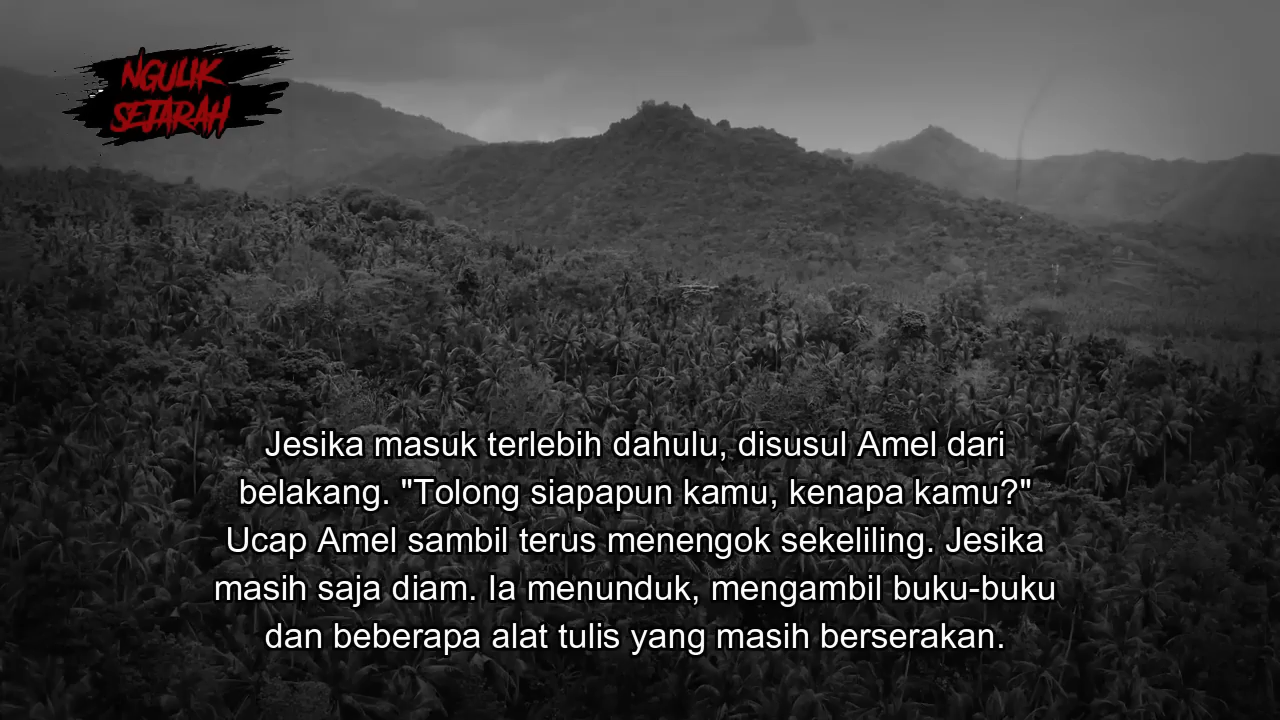 NGULIK
SEJARAH
Jesika masuk terlebih dahulu, disusul Amel dari
belakang. "Tolong siapapun kamu, kenapa kamu?"
Ucap Amel sambil terus menengok sekeliling. Jesika
masih saja diam. Ia menunduk, mengambil buku-buku
dan beberapa alat tulis yang masih berserakan.